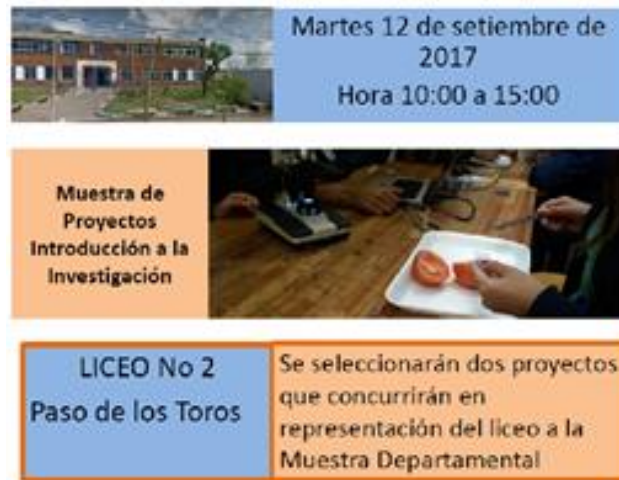 Martes 12 de setiembre de
2017
Hora 10:00 a 15:00
Muestra de
Proyectos
Introducción a la
Investigación
LICEO No 2
Paso de los Toros
Se seleccionarán dos proyectos
que concurrirán en
representación del liceo a la
Muestra Departamental